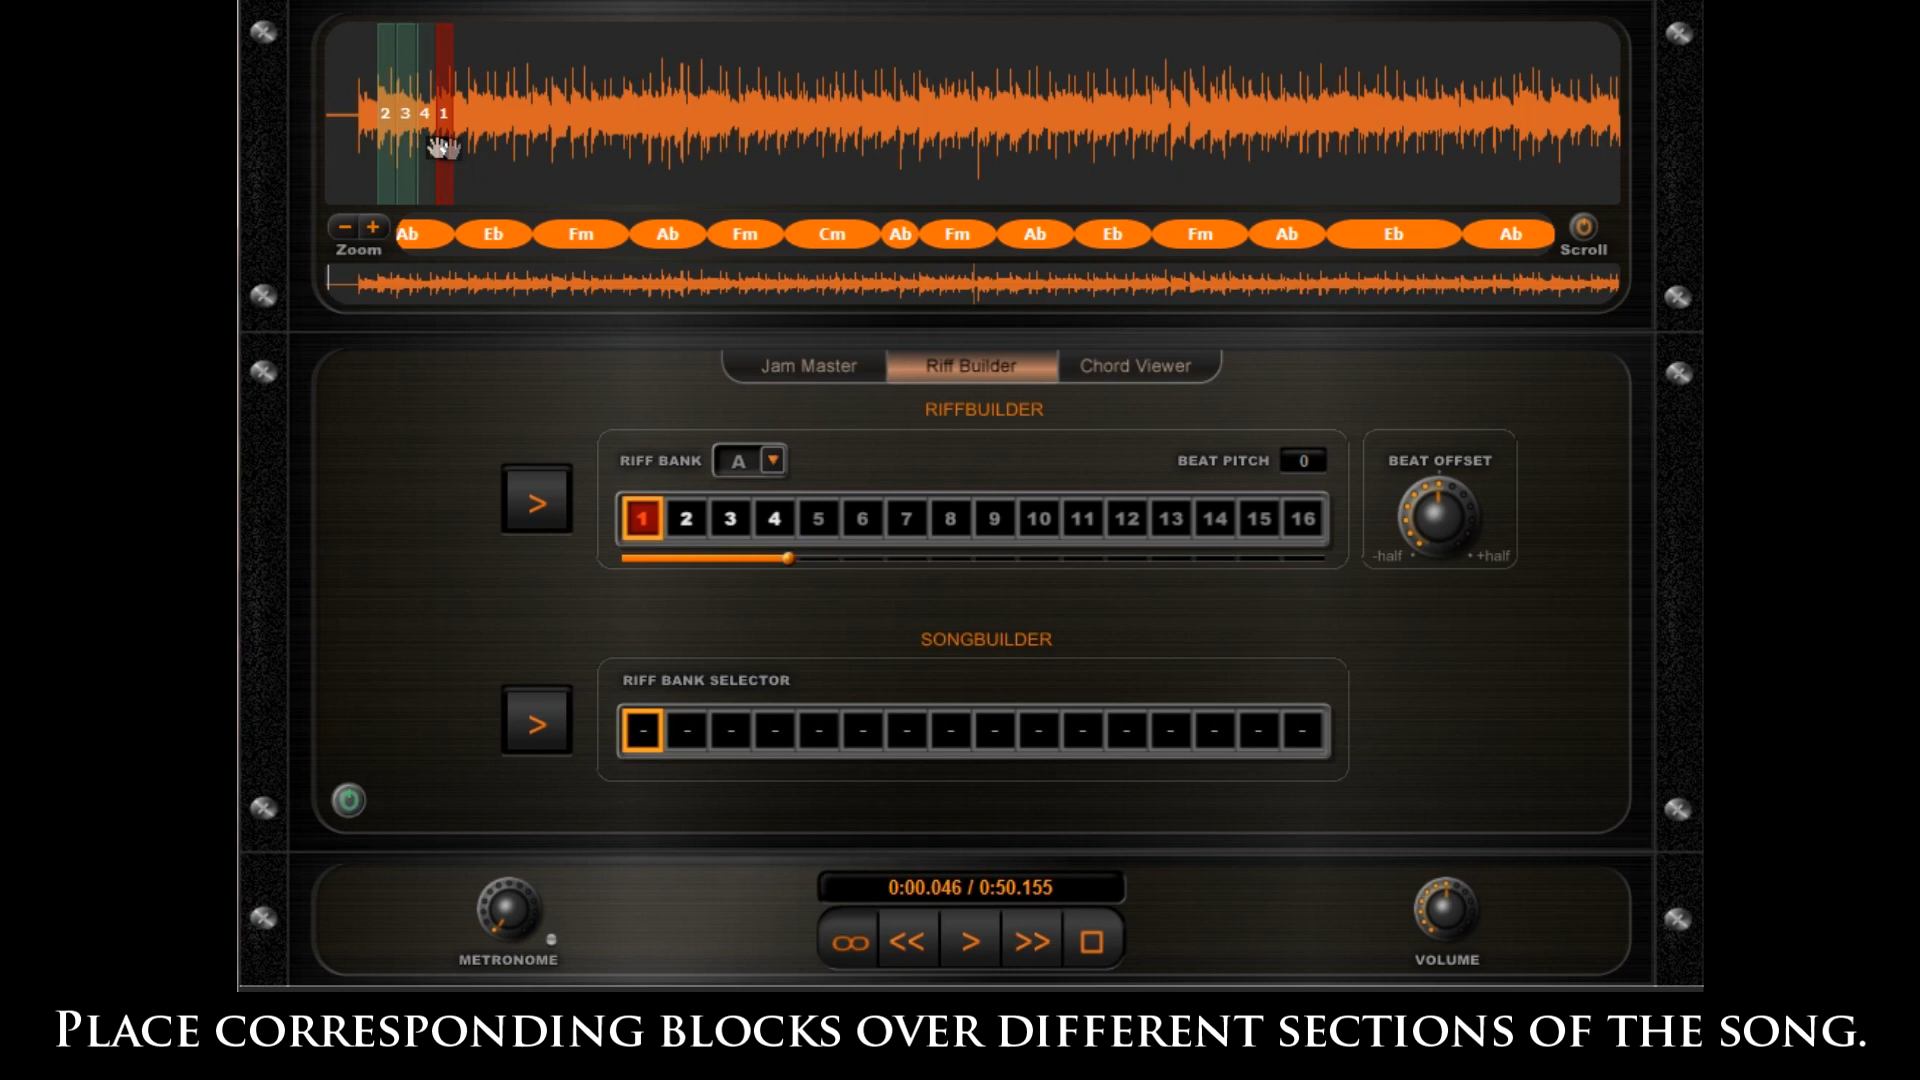 2 3 4 1
- + Ab Eb Fm Ab Fm Cm Ab Fm Ab Eb Fm Ab Eb Ab
Zoom Scroll
Jam Master Riff Builder Chord Viewer
RIFFBUILDER
RIFF BANK A BEAT PITCH 0 BEAT OFFSET
> 1 2 3 4 5 6 7 8 9 10 11 12 13 14 15 16
-half +half
SONGBUILDER
RIFF BANK SELECTOR
> - - - - - - - - - - - - - - - -
0:00.046 / 0:50.155
<< > >>
METRONOME VOLUME
PLACE CORRESPONDING BLOCKS OVER DIFFERENT SECTIONS OF THE SONG.